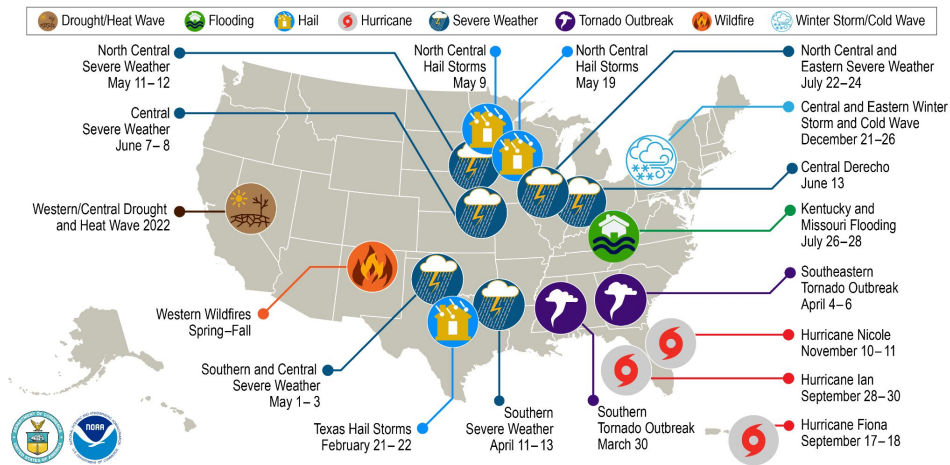 Drought/Heat Wave
Flooding
Hail
Hurricane
Severe Weather
Tornado Outbreak
Wildfire
Winter Storm/Cold Wave
North Central
Severe Weather
May 11–12
North Central
Hail Storms
May 9
North Central
Hail Storms
May 19
North Central and
Eastern Severe Weather
July 22–24
Central
Severe Weather
June 7–8
Central and Eastern Winter
Storm and Cold Wave
December 21–26
Central Derecho
June 13
Western/Central Drought
and Heat Wave 2022
Kentucky and
Missouri Flooding
July 26–28
Southeastern
Tornado Outbreak
April 4–6
Western Wildfires
Spring–Fall
Hurricane Nicole
November 10–11
Southern and Central
Severe Weather
May 1–3
Hurricane Ian
September 28–30
Texas Hail Storms
February 21–22
Southern
Severe Weather
April 11–13
Southern
Tornado Outbreak
March 30
Hurricane Fiona
September 17–18
NOAA